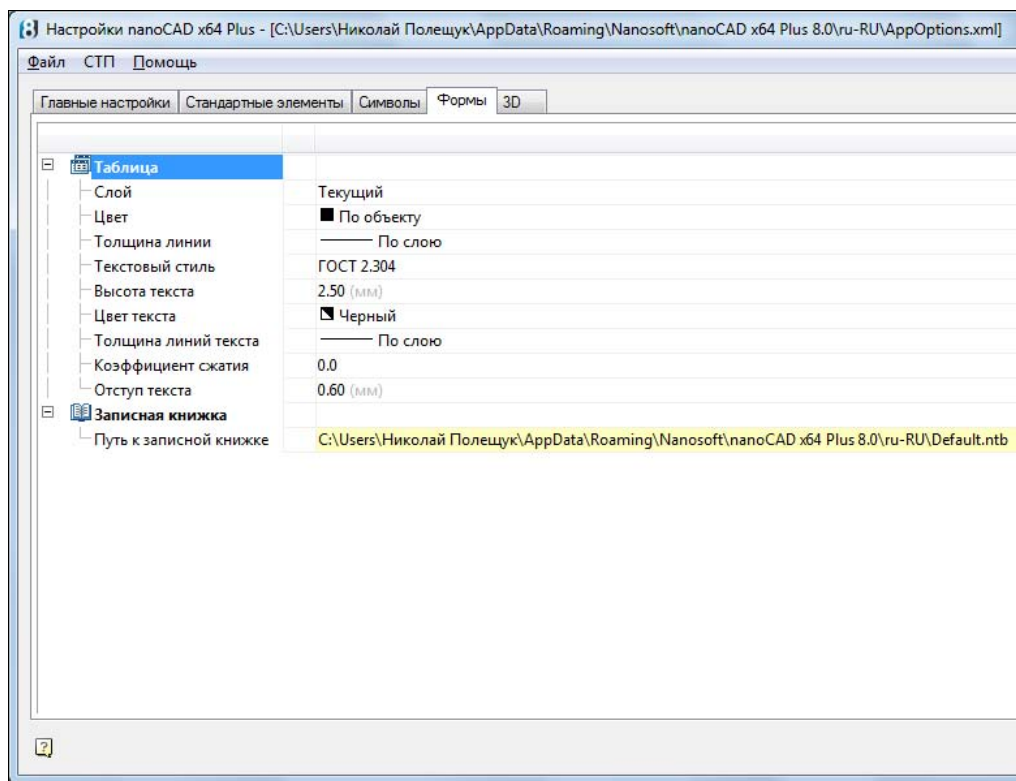 Настройки nanoCAD x64 Plus - [C:\Users\Николай Полещук\AppData\Roaming\Nanosoft\nanoCAD x64 Plus 8.0\ru-RU\AppOptions.xml]
Файл СТП Помощь
Главные настройки Стандартные элементы Символы Формы 3D
Таблица
Слой Текущий
Цвет По объекту
Толщина линии По слою
Текстовый стиль ГОСТ 2.304
Высота текста 2.50 (мм)
Цвет текста Черный
Толщина линий текста По слою
Коэффициент сжатия 0.0
Отступ текста 0.60 (мм)
Записная книжка
Путь к записной книжке C:\Users\Николай Полещук\AppData\Roaming\Nanosoft\nanoCAD x64 Plus 8.0\ru-RU\Default.ntb
?